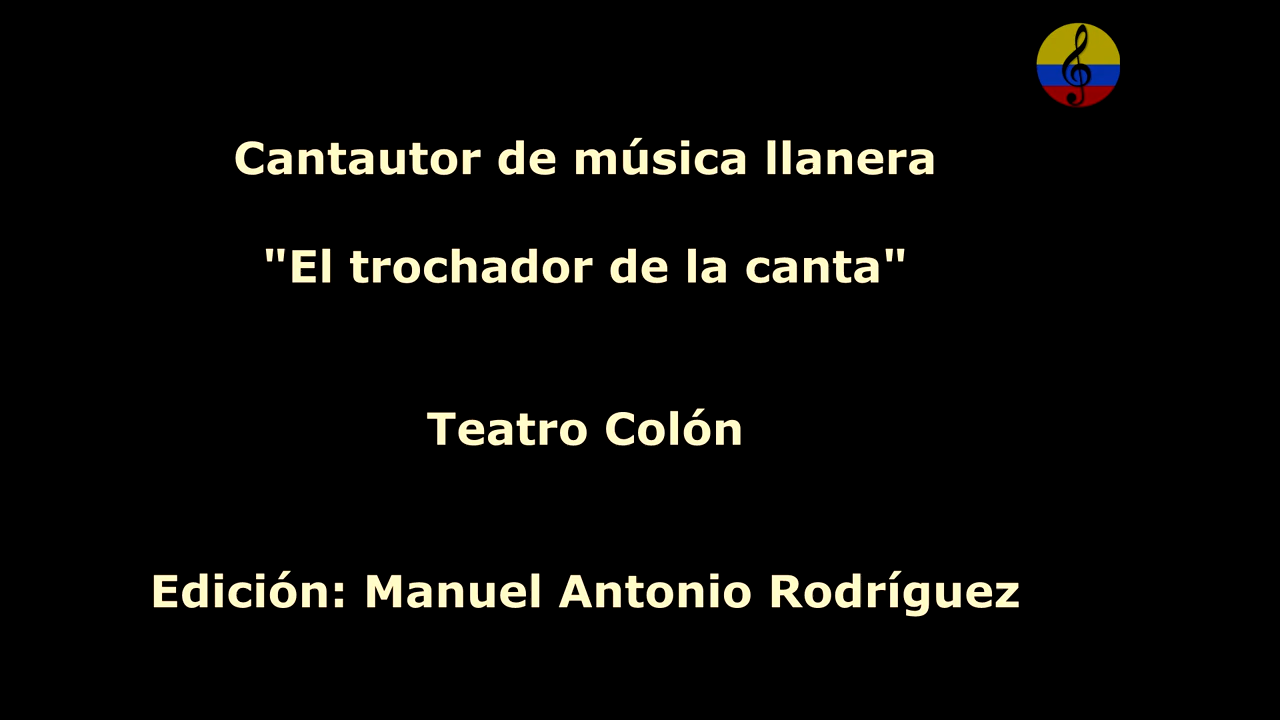 Cantautor de música llanera
"El trochador de la canta"
Teatro Colón
Edición: Manuel Antonio Rodríguez